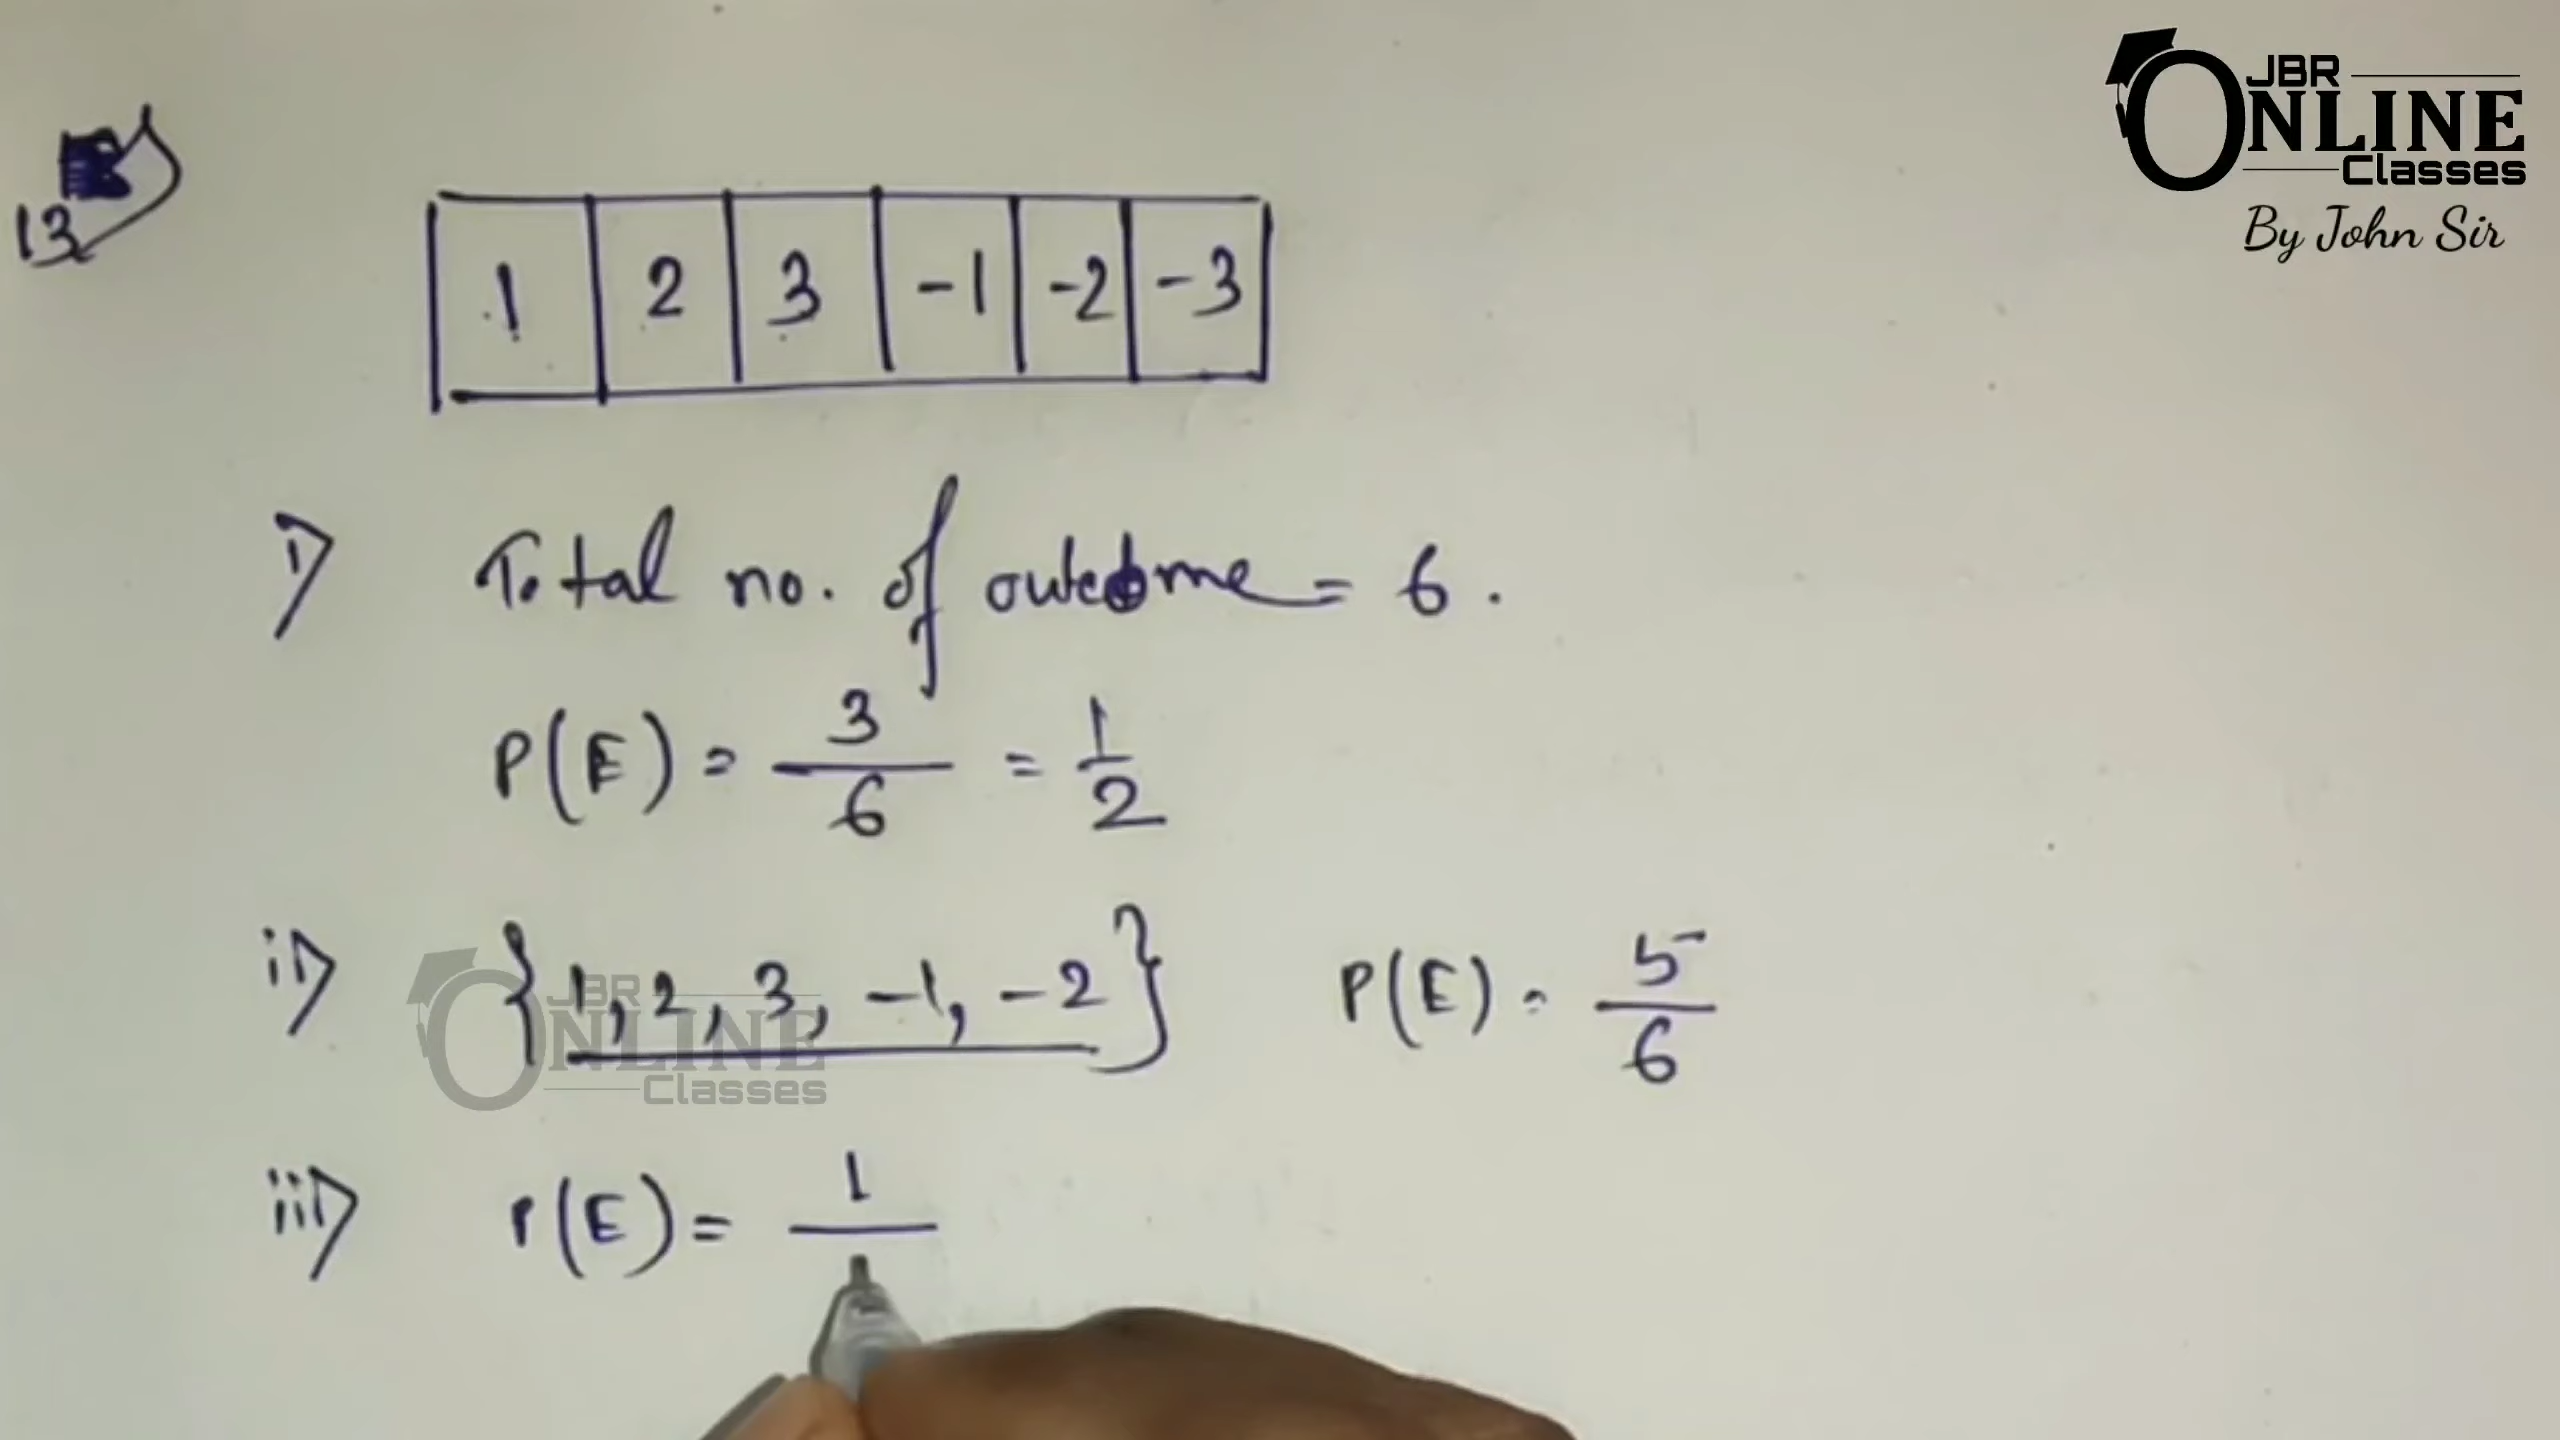 JBR
ONLINE
Classes
By John Sir
13
1 2 3 -1 -2 -3
i) Total no. of outcome = 6.
P(E) = 3/6 = 1/2
ii) {1, 2, 3, -1, -2} P(E) = 5/6
JBR
ONLINE
Classes
iii) P(E) = 1/